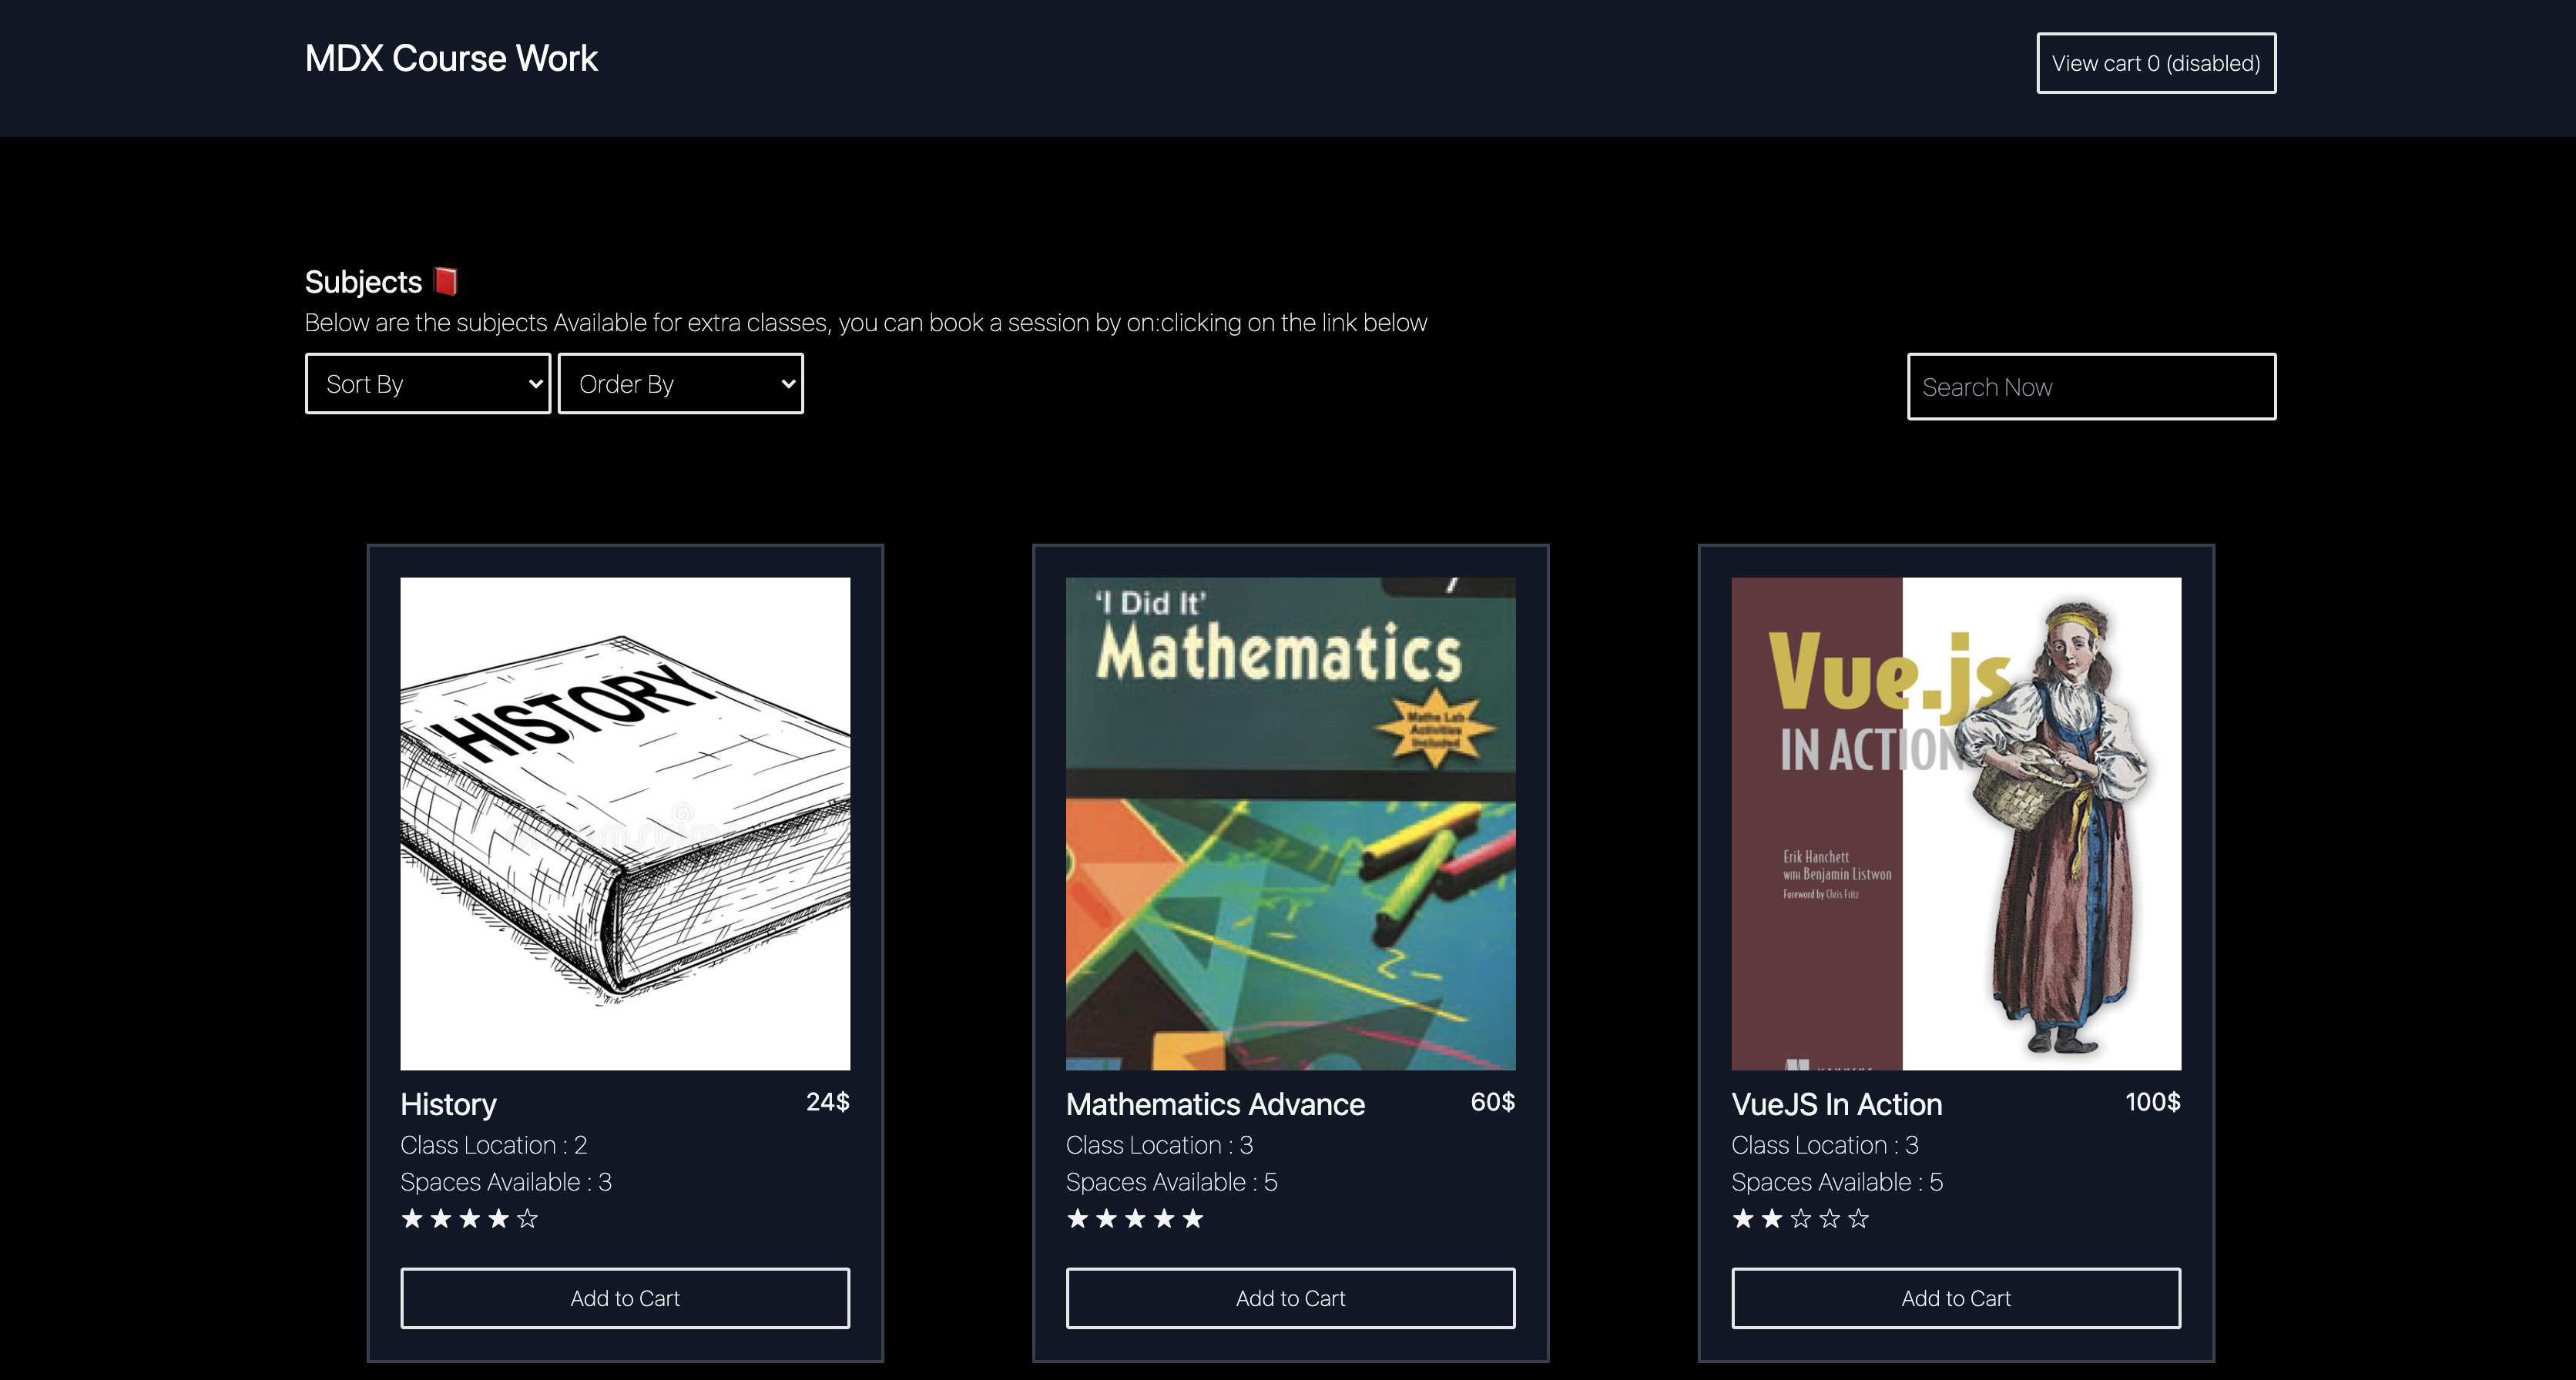 MDX Course Work
View cart 0 (disabled)
Subjects
Below are the subjects Available for extra classes, you can book a session by on:clicking on the link below
Sort By
Order By
Search Now
HISTORY
History 24$
Class Location : 2
Spaces Available : 3
Add to Cart
'I Did It'
Mathematics
Maths Lab
Activities
Included
Mathematics Advance 60$
Class Location : 3
Spaces Available : 5
Add to Cart
Vue.js
IN ACTION
Erik Hanchett
WITH Benjamin Listwon
Foreword by Chris Fritz
VueJS In Action 100$
Class Location : 3
Spaces Available : 5
Add to Cart